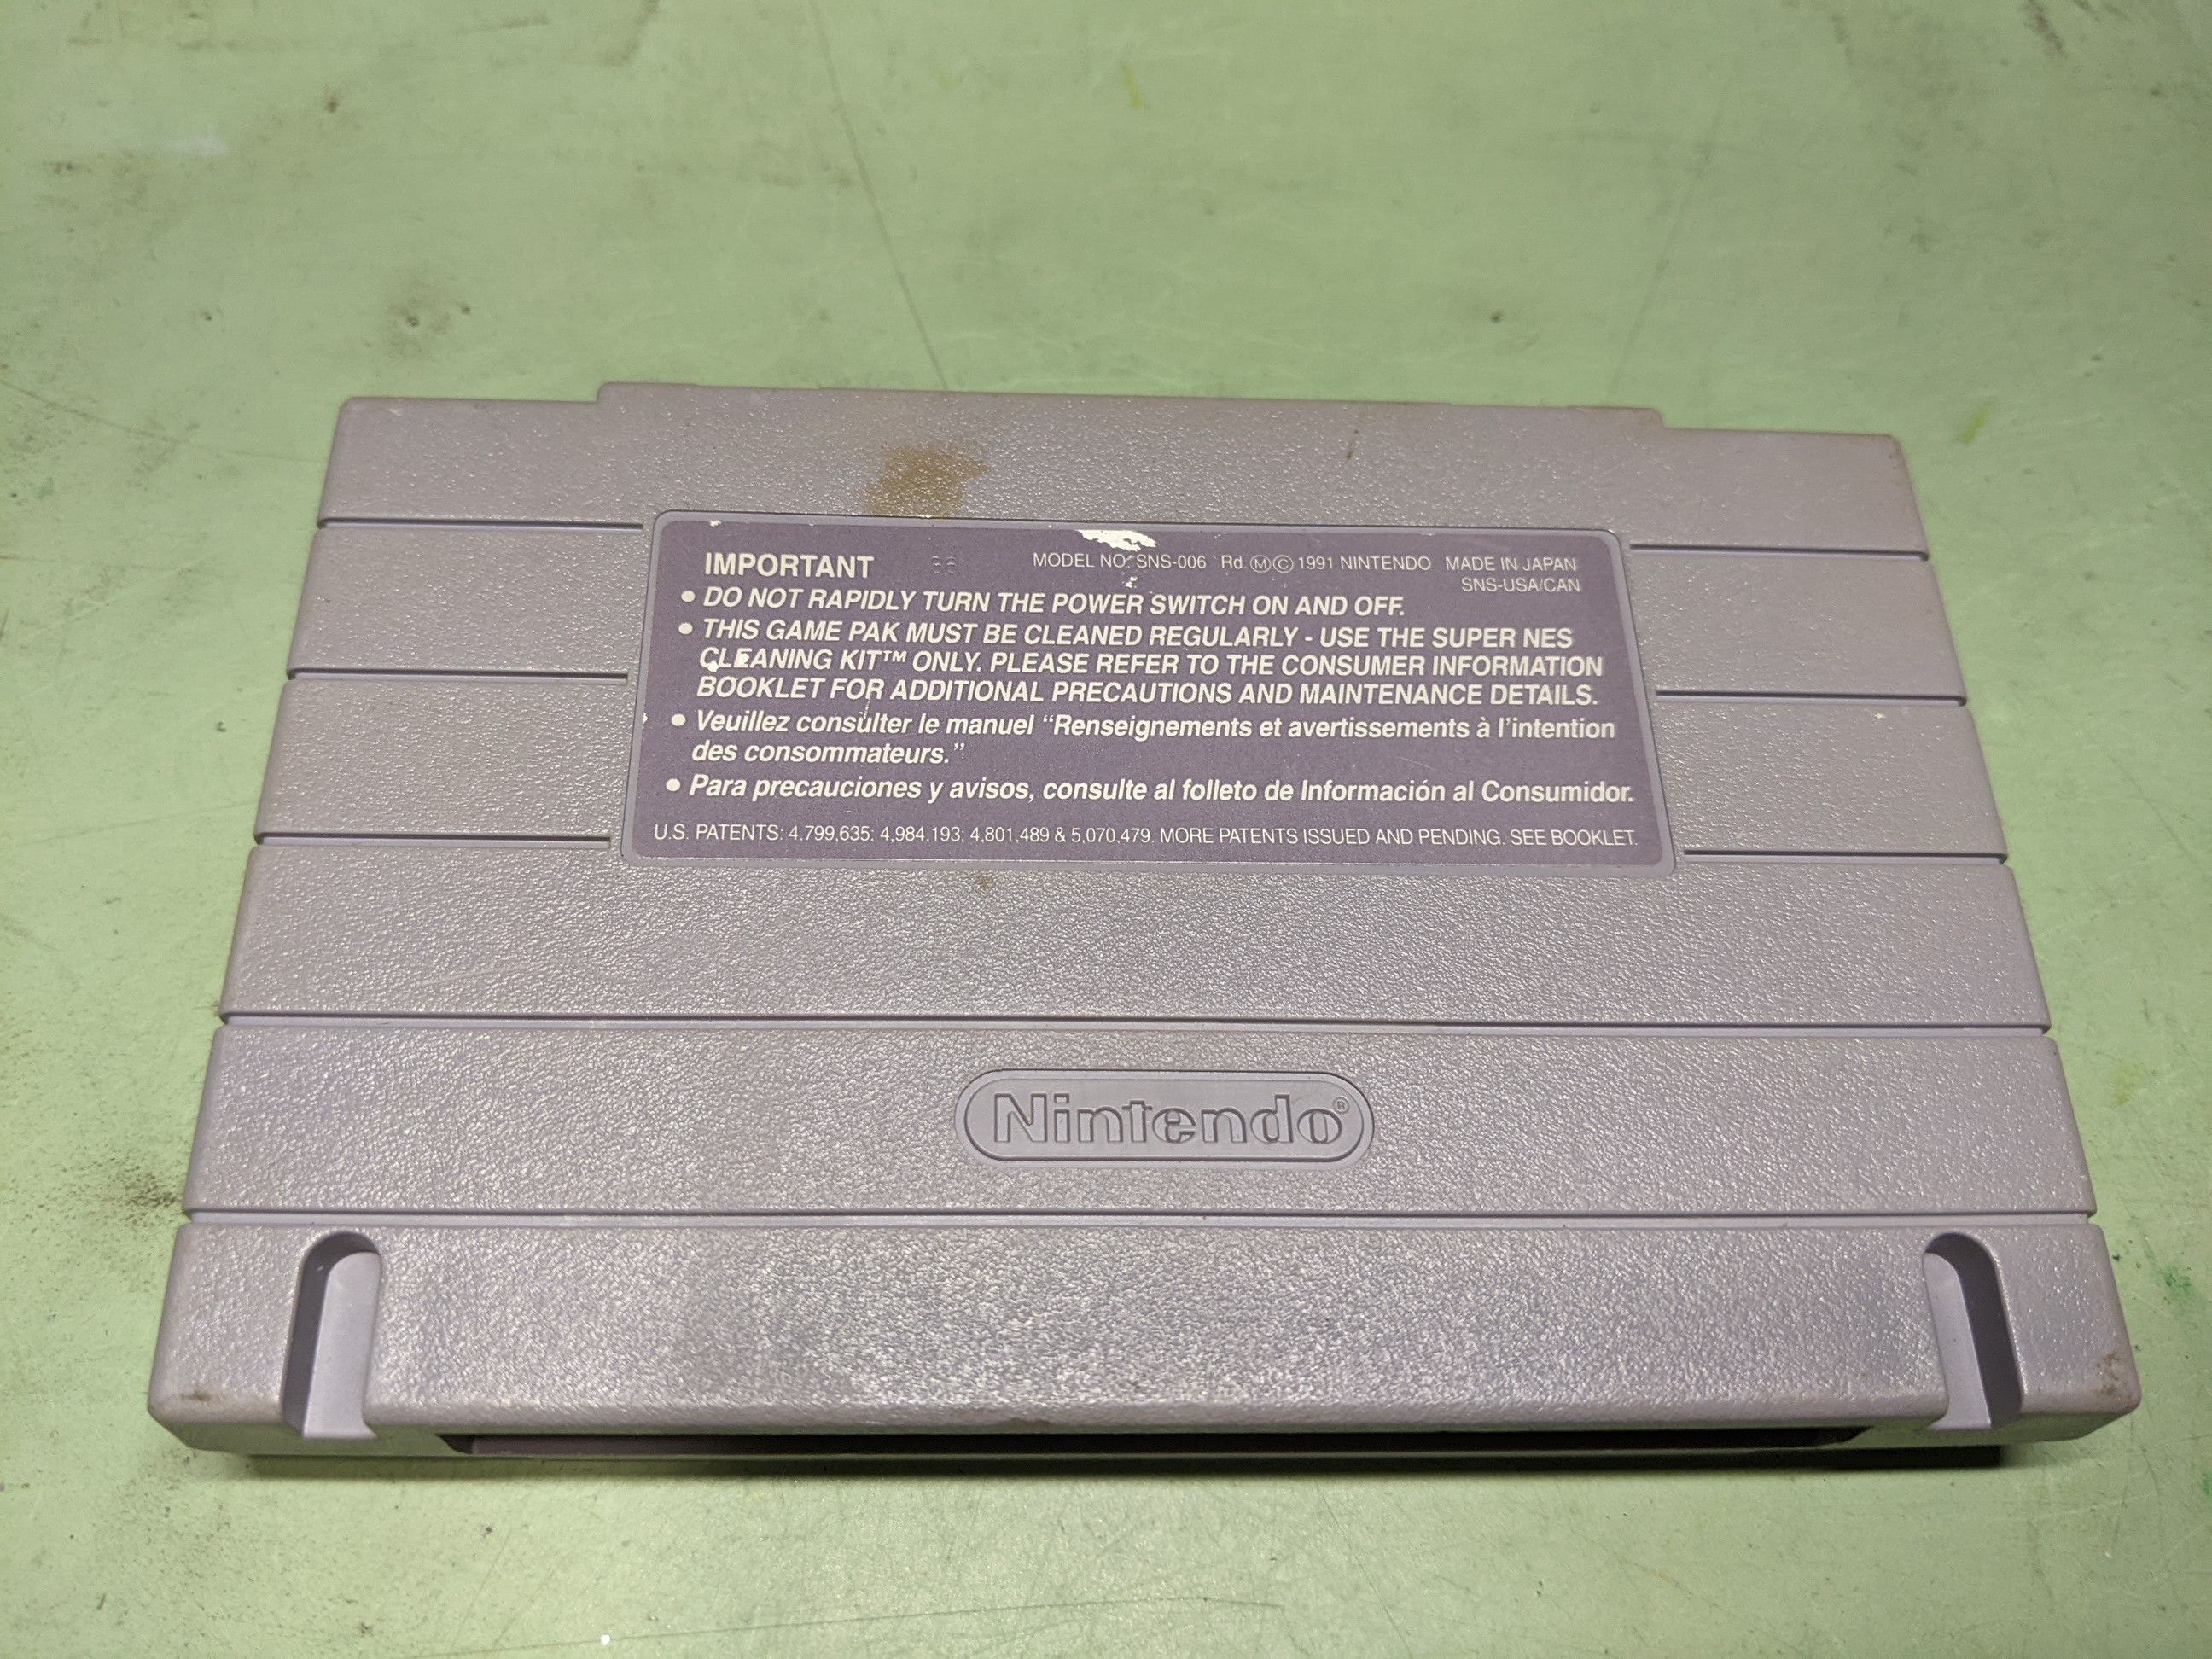 IMPORTANT 36 MODEL NO. SNS-006 Rd. Ⓜ © 1991 NINTENDO MADE IN JAPAN
SNS-USA/CAN
• DO NOT RAPIDLY TURN THE POWER SWITCH ON AND OFF.
• THIS GAME PAK MUST BE CLEANED REGULARLY - USE THE SUPER NES
CLEANING KIT™ ONLY. PLEASE REFER TO THE CONSUMER INFORMATION
BOOKLET FOR ADDITIONAL PRECAUTIONS AND MAINTENANCE DETAILS.
• Veuillez consulter le manuel “Renseignements et avertissements à l’intention
des consommateurs.”
• Para precauciones y avisos, consulte al folleto de Información al Consumidor.
U.S. PATENTS: 4,799,635; 4,984,193; 4,801,489 & 5,070,479. MORE PATENTS ISSUED AND PENDING. SEE BOOKLET.
Nintendo®